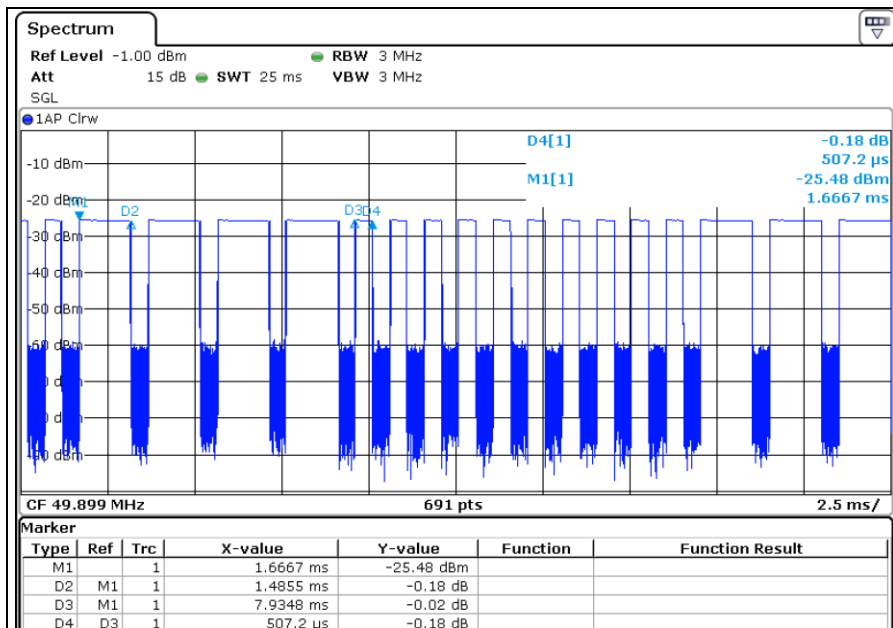 Spectrum
Ref Level -1.00 dBm RBW 3 MHz
Att 15 dB SWT 25 ms VBW 3 MHz
SGL
1AP Clrw
D4[1] -0.18 dB
507.2 µs
-10 dBm
M1[1] -25.48 dBm
1.6667 ms
-20 dBm
M1 D2 D3 D4
-30 dBm
-40 dBm
-50 dBm
CF 49.899 MHz 691 pts 2.5 ms/
Marker
Type Ref Trc X-value Y-value Function Function Result
M1 1 1.6667 ms -25.48 dBm
D2 M1 1 1.4855 ms -0.18 dB
D3 M1 1 7.9348 ms -0.02 dB
D4 D3 1 507.2 µs -0.18 dB